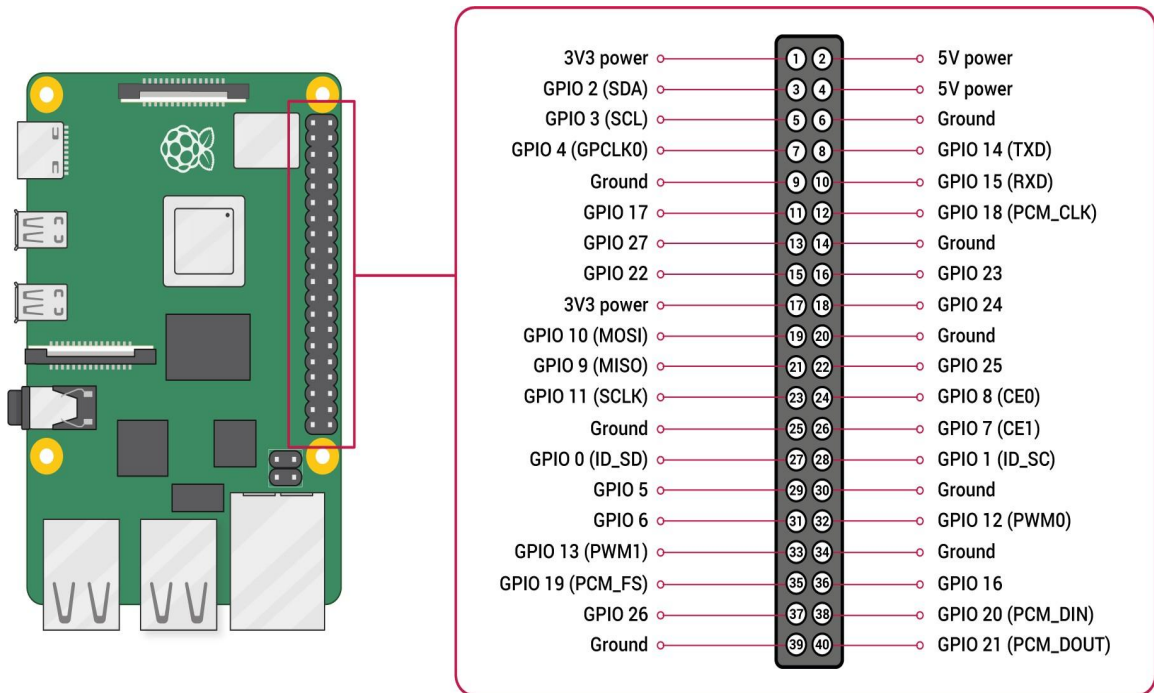 3V3 power 1 2 5V power
GPIO 2 (SDA) 3 4 5V power
GPIO 3 (SCL) 5 6 Ground
GPIO 4 (GPCLK0) 7 8 GPIO 14 (TXD)
Ground 9 10 GPIO 15 (RXD)
GPIO 17 11 12 GPIO 18 (PCM_CLK)
GPIO 27 13 14 Ground
GPIO 22 15 16 GPIO 23
3V3 power 17 18 GPIO 24
GPIO 10 (MOSI) 19 20 Ground
GPIO 9 (MISO) 21 22 GPIO 25
GPIO 11 (SCLK) 23 24 GPIO 8 (CE0)
Ground 25 26 GPIO 7 (CE1)
GPIO 0 (ID_SD) 27 28 GPIO 1 (ID_SC)
GPIO 5 29 30 Ground
GPIO 6 31 32 GPIO 12 (PWM0)
GPIO 13 (PWM1) 33 34 Ground
GPIO 19 (PCM_FS) 35 36 GPIO 16
GPIO 26 37 38 GPIO 20 (PCM_DIN)
Ground 39 40 GPIO 21 (PCM_DOUT)